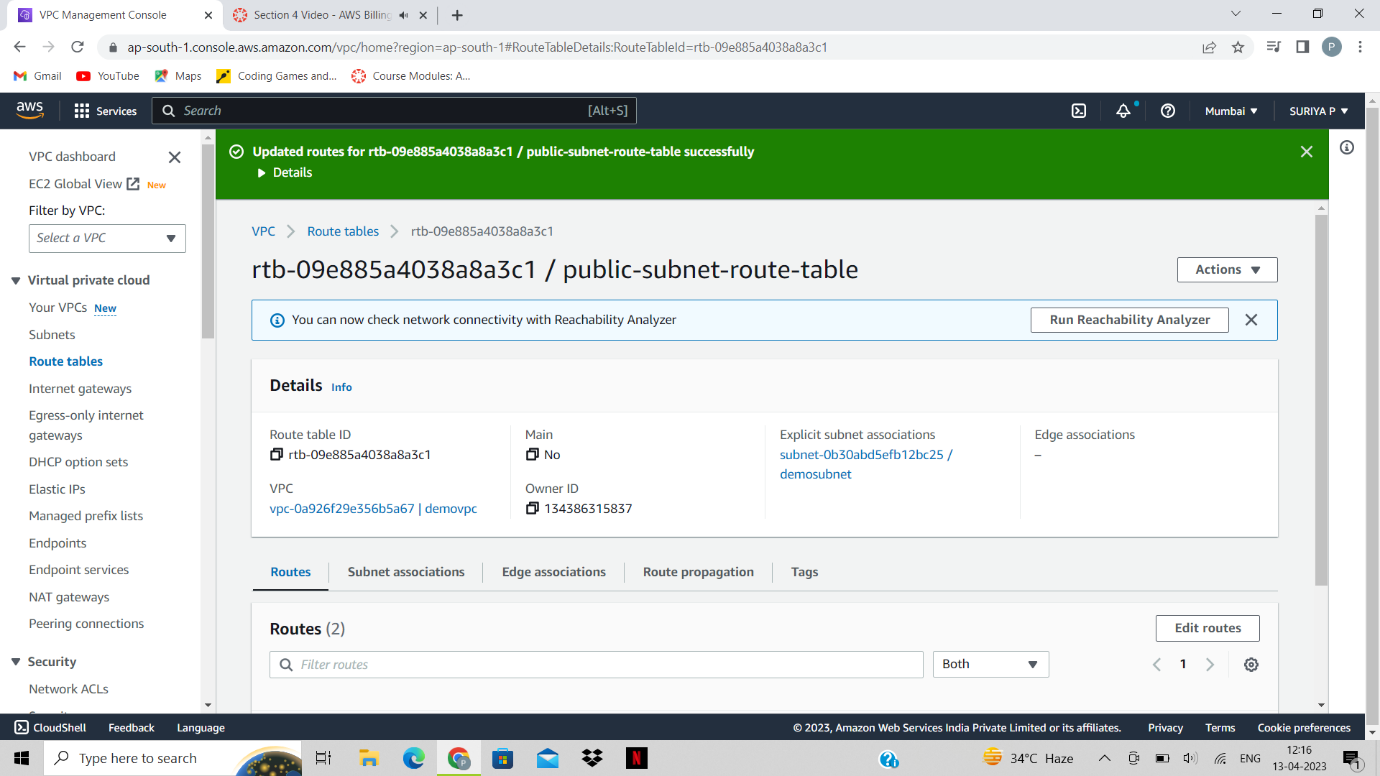 VPC Management Console
Section 4 Video - AWS Billing
ap-south-1.console.aws.amazon.com/vpc/home?region=ap-south-1#RouteTableDetails:RouteTableId=rtb-09e885a4038a8a3c1
P
Gmail
YouTube
Maps
Coding Games and...
Course Modules: A...
aws
Services
Search
[Alt+S]
Mumbai
SURIYA P
VPC dashboard
EC2 Global View New
Filter by VPC:
Select a VPC
Virtual private cloud
Your VPCs New
Subnets
Route tables
Internet gateways
Egress-only internet
gateways
DHCP option sets
Elastic IPs
Managed prefix lists
Endpoints
Endpoint services
NAT gateways
Peering connections
Security
Network ACLs
Updated routes for rtb-09e885a4038a8a3c1 / public-subnet-route-table successfully
Details
VPC
Route tables
rtb-09e885a4038a8a3c1
rtb-09e885a4038a8a3c1 / public-subnet-route-table
Actions
You can now check network connectivity with Reachability Analyzer
Run Reachability Analyzer
Details Info
Route table ID
rtb-09e885a4038a8a3c1
Main
No
Explicit subnet associations
subnet-0b30abd5efb12bc25 /
demosubnet
Edge associations
–
VPC
vpc-0a926f29e356b5a67 | demovpc
Owner ID
134386315837
Routes
Subnet associations
Edge associations
Route propagation
Tags
Routes (2)
Edit routes
Filter routes
Both
1
CloudShell
Feedback
Language
© 2023, Amazon Web Services India Private Limited or its affiliates.
Privacy
Terms
Cookie preferences
Type here to search
34°C Haze
ENG
12:16
13-04-2023
1